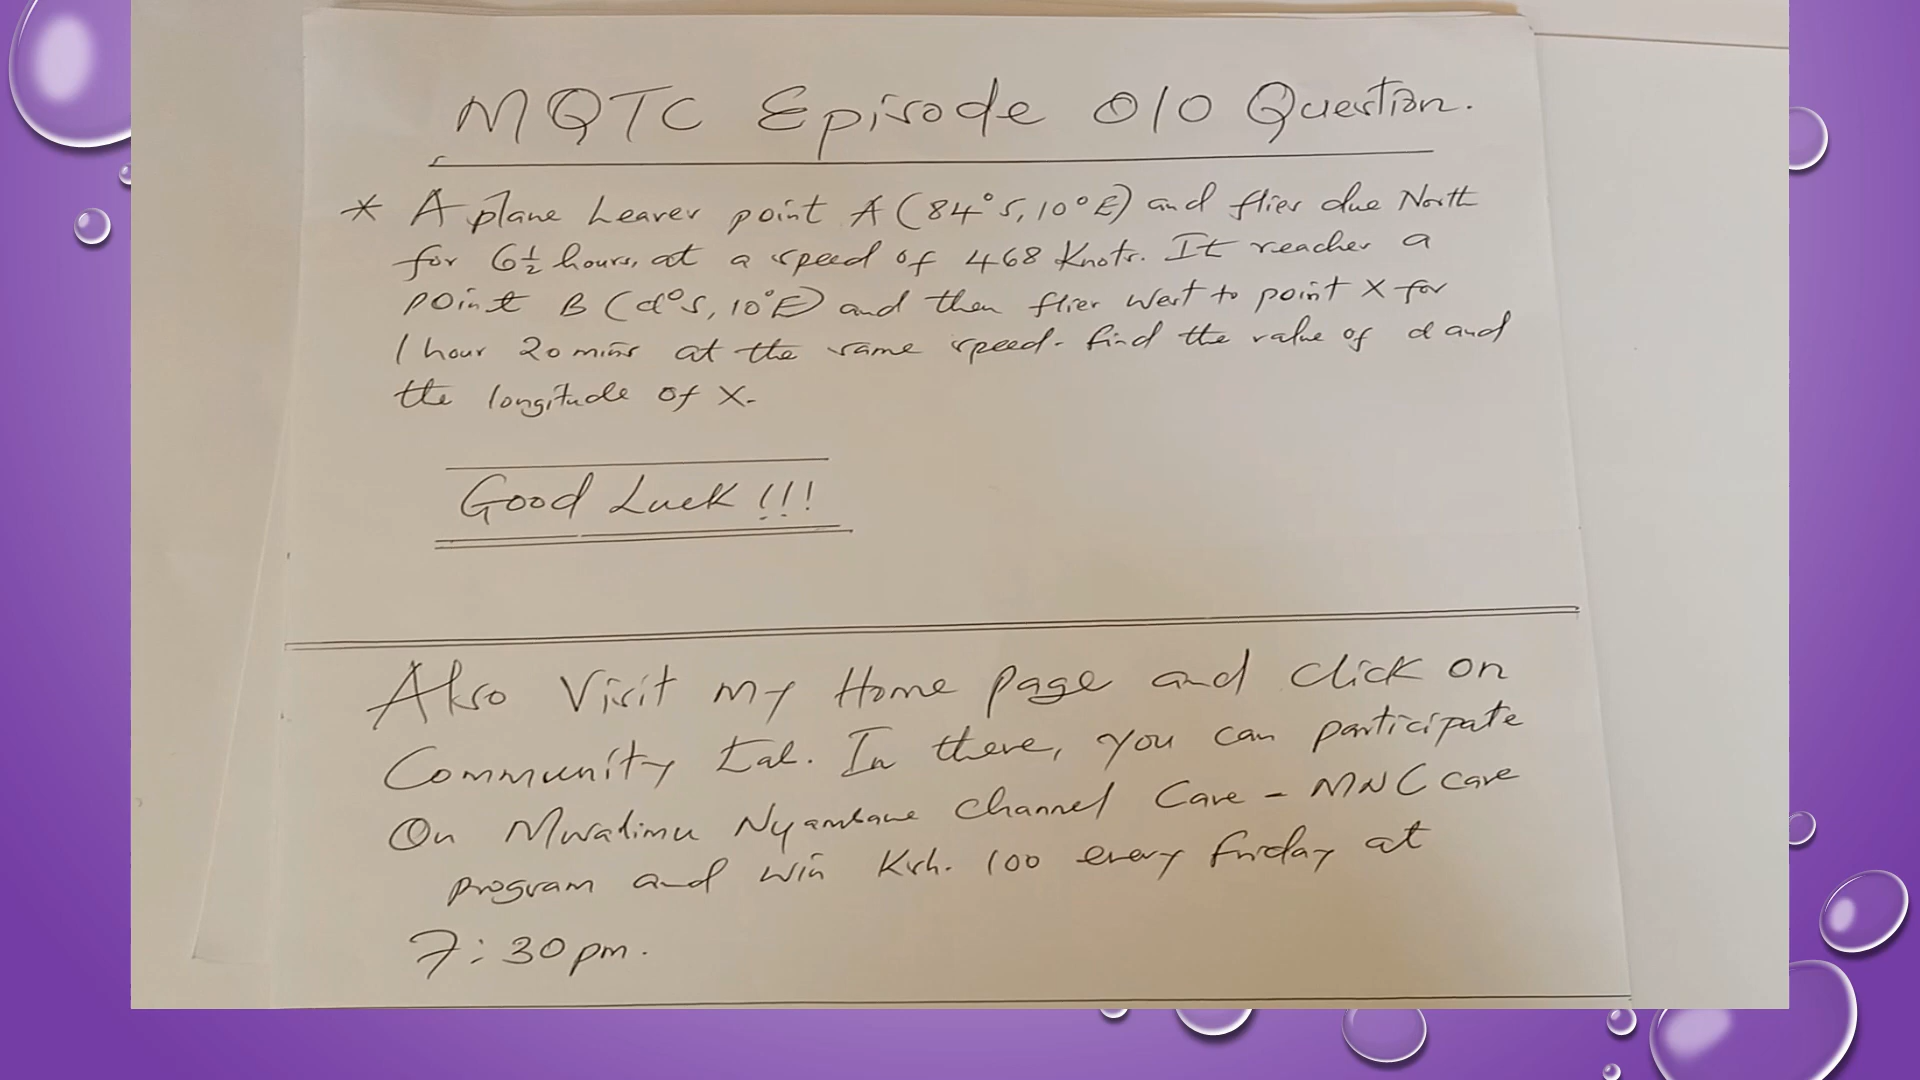 MQTC Episode 010 Question.
* A plane Leaves point A (84°S, 10°E) and flies due North
for 6½ hours, at a speed of 468 Knots. It reaches a
point B (d°S, 10°E) and then flies West to point X for
1 hour 20 mins at the same speed. find the value of d and
the longitude of X.
Good Luck !!!
Also Visit my Home page and click on
Community tab. In there, you can participate
On Mwalimu Nyambane Channel Care - MNC care
program and win Ksh. 100 every friday at
7:30pm.